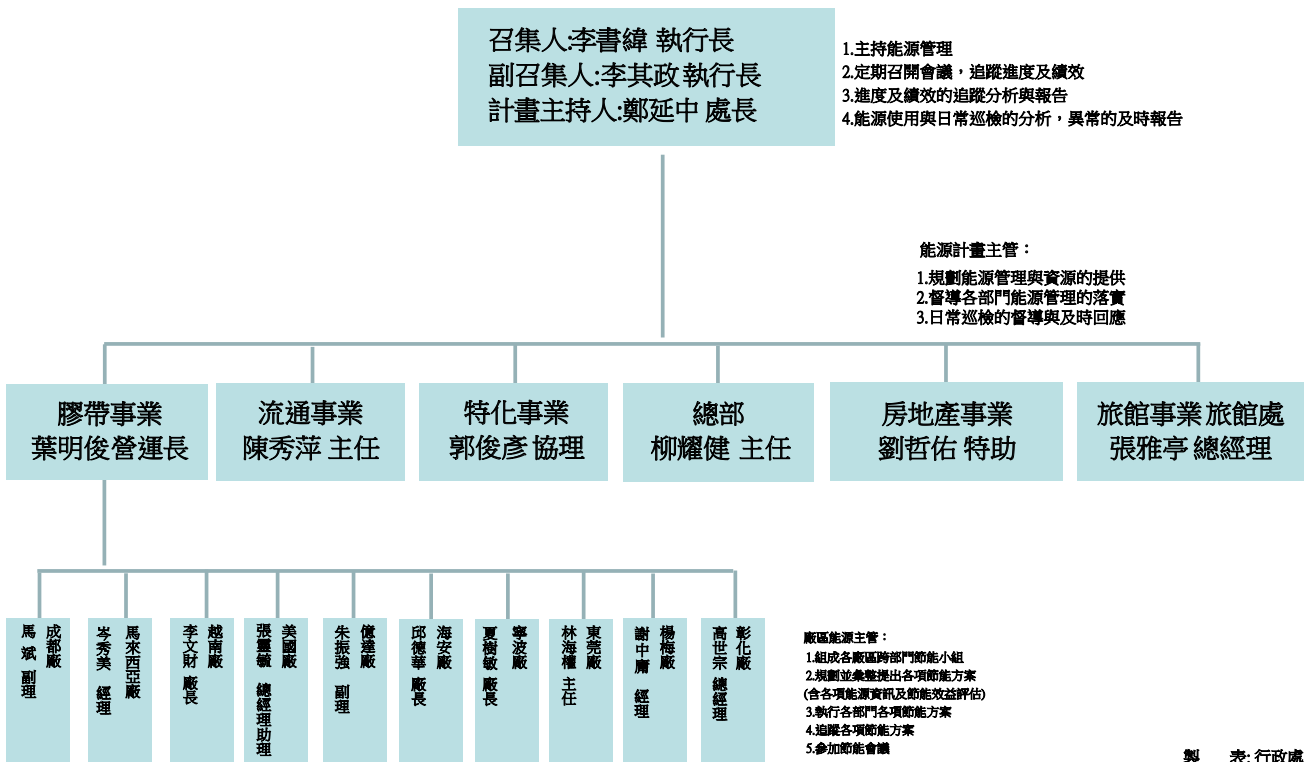 召集人:李書緯 執行長
副召集人:李其政 執行長
計畫主持人:鄭延中 處長
1.主持能源管理
2.定期召開會議，追蹤進度及績效
3.進度及績效的追蹤分析與報告
4.能源使用與日常巡檢的分析，異常的及時報告
能源計畫主管：
1.規劃能源管理與資源的提供
2.督導各部門能源管理的落實
3.日常巡檢的督導與及時回應
膠帶事業
葉明俊營運長
流通事業
陳秀萍 主任
特化事業
郭俊彥 協理
總部
柳耀健 主任
房地產事業
劉哲佑 特助
旅館事業 旅館處
張雅亭 總經理
成都廠
馬 斌 副理
馬來西亞廠
岑秀美 經理
越南廠
李文財 廠長
美國廠
張靈敏 總經理助理
億達廠
朱振強 副理
海安廠
邱德華 廠長
寧波廠
夏樹敏 廠長
東莞廠
林海權 主任
楊梅廠
謝中庸 經理
彰化廠
高世宗 總經理
廠區能源主管：
1.組成各廠區跨部門節能小組
2.規劃並彙整提出各項節能方案
(含各項能源資訊及節能效益評估)
3.執行各部門各項節能方案
4.追蹤各項節能方案
5.參加節能會議
製 表: 行政處